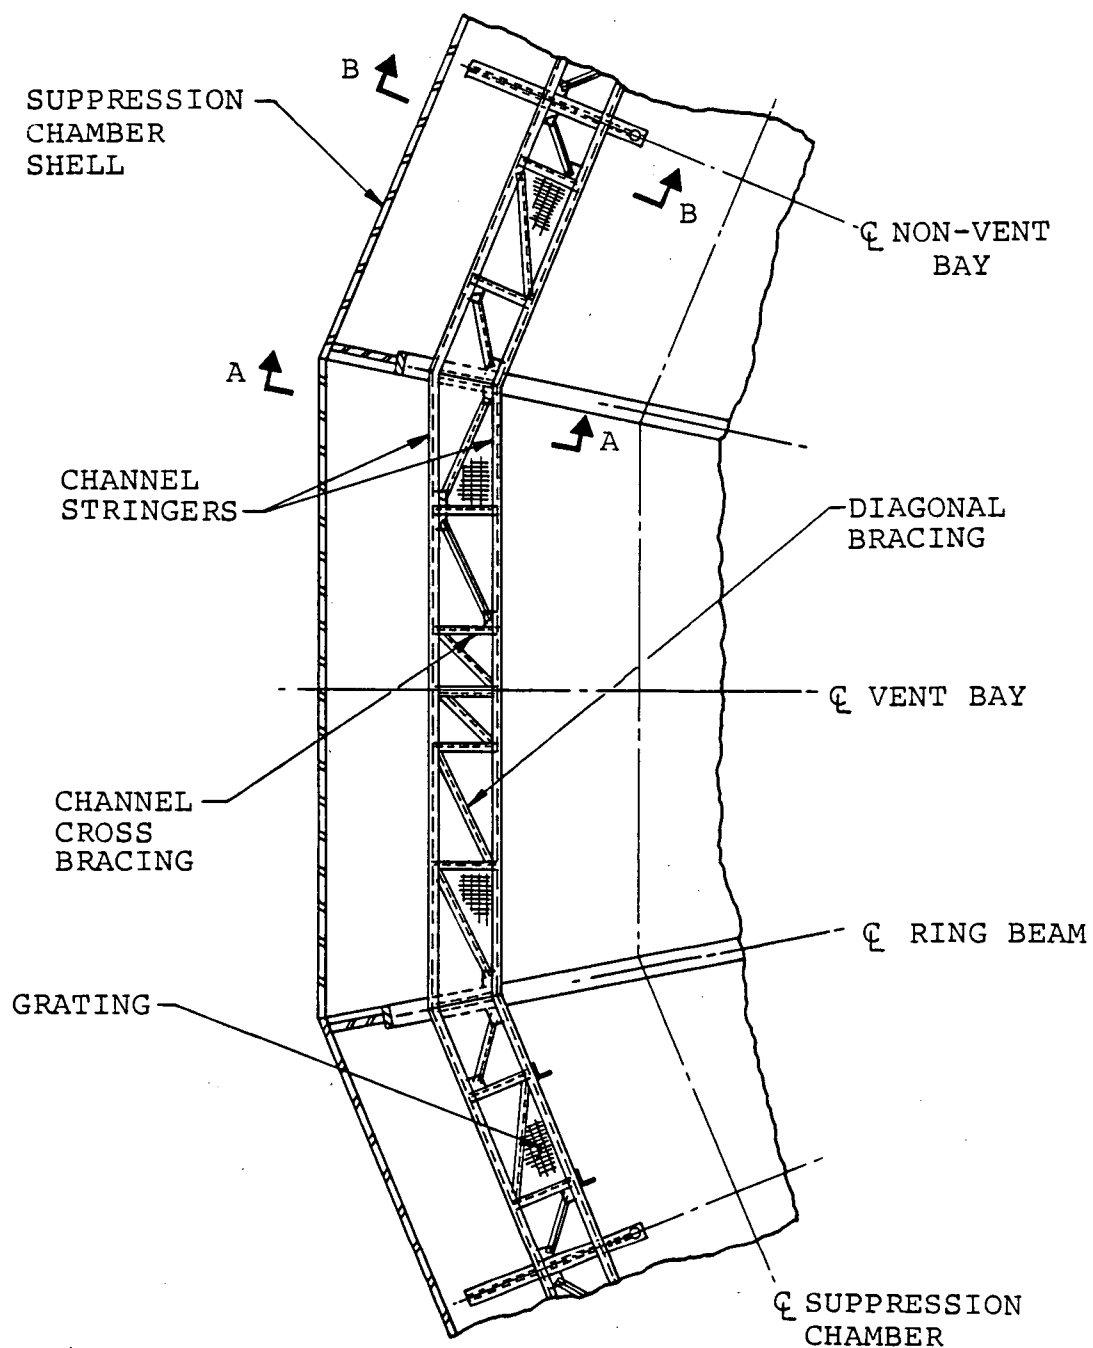 B
SUPPRESSION
CHAMBER
SHELL
B
℄ NON-VENT
BAY
A
A
CHANNEL
STRINGERS
DIAGONAL
BRACING
℄ VENT BAY
CHANNEL
CROSS
BRACING
℄ RING BEAM
GRATING
℄ SUPPRESSION
CHAMBER